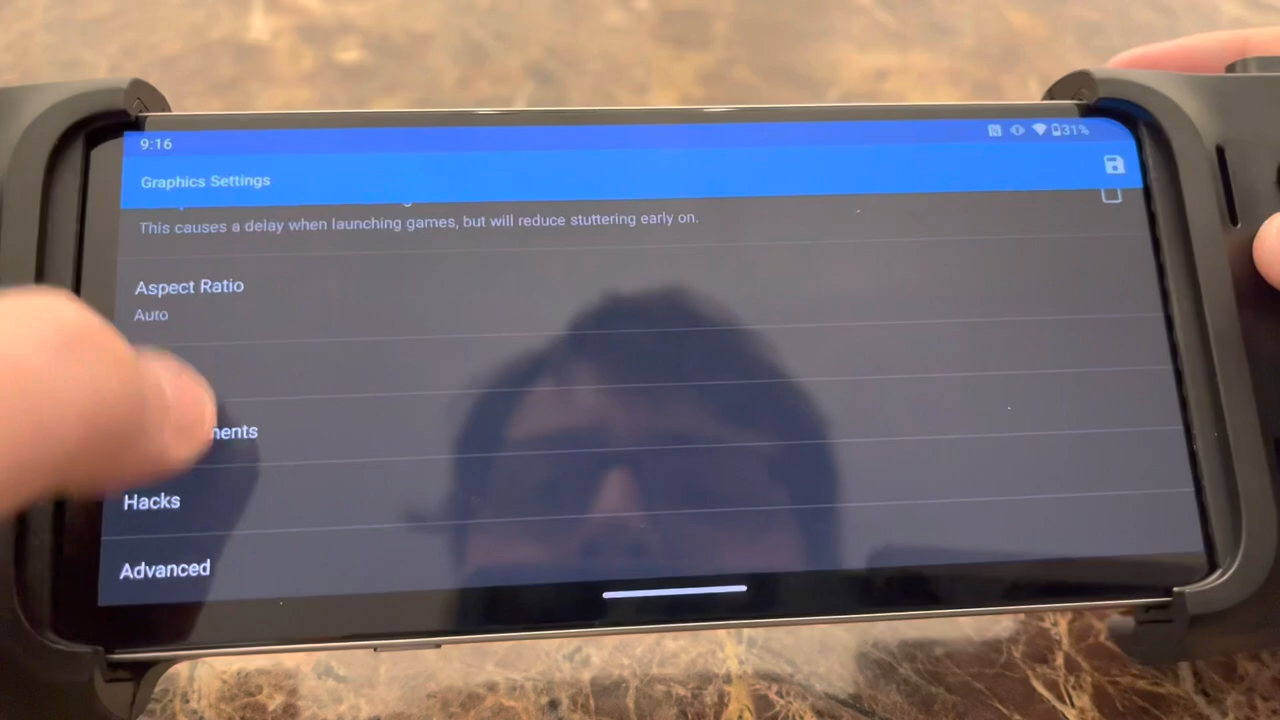 9:16
31%
Graphics Settings
This causes a delay when launching games, but will reduce stuttering early on.
Aspect Ratio
Auto
Hacks
Advanced